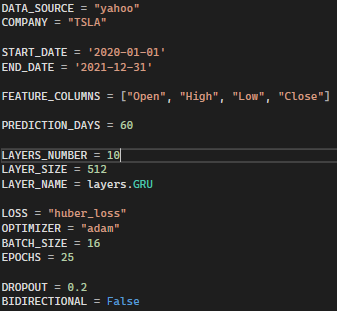 DATA_SOURCE = "yahoo"
COMPANY = "TSLA"
START_DATE = '2020-01-01'
END_DATE = '2021-12-31'
FEATURE_COLUMNS = ["Open", "High", "Low", "Close"]
PREDICTION_DAYS = 60
LAYERS_NUMBER = 10
LAYER_SIZE = 512
LAYER_NAME = layers.GRU
LOSS = "huber_loss"
OPTIMIZER = "adam"
BATCH_SIZE = 16
EPOCHS = 25
DROPOUT = 0.2
BIDIRECTIONAL = False